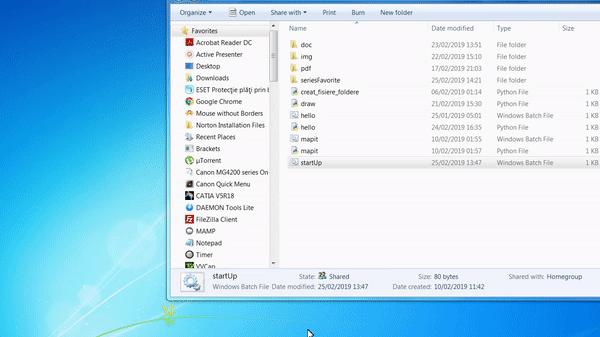 Organize Open Share with Print Burn New folder
Favorites
Acrobat Reader DC
Active Presenter
Desktop
Downloads
ESET Protecţie plăţi prin b
Google Chrome
Mouse without Borders
Norton Installation Files
Recent Places
Brackets
µTorrent
Canon MG4200 series On
Canon Quick Menu
CATIA V5R18
DAEMON Tools Lite
FileZilla Client
MAMP
Notepad
Timer
VVCap
Name Date modified Type Size
doc 23/02/2019 13:51 File folder
img 22/02/2019 15:10 File folder
pdf 17/02/2019 21:03 File folder
seriesFavorite 25/02/2019 14:21 File folder
creat_fisiere_foldere 06/02/2019 01:14 Python File 1 KB
draw 21/02/2019 15:30 Python File 1 KB
hello 25/01/2019 05:01 Windows Batch File 1 KB
hello 24/02/2019 16:35 Python File 1 KB
mapit 10/02/2019 01:55 Windows Batch File 1 KB
mapit 10/02/2019 01:57 Python File 1 KB
startUp 25/02/2019 13:47 Windows Batch File 1 KB
startUp State: Shared Size: 80 bytes Shared with: Homegroup
Windows Batch File Date modified: 25/02/2019 13:47 Date created: 10/02/2019 11:42